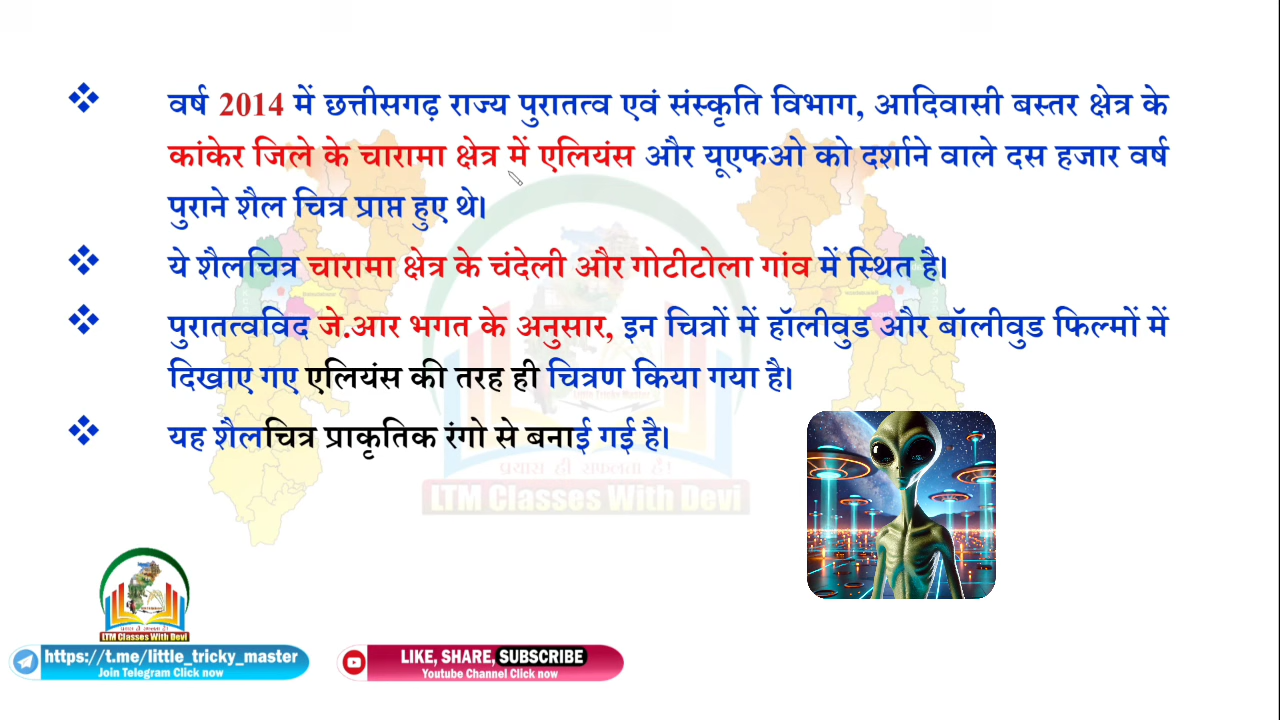 वर्ष 2014 में छत्तीसगढ़ राज्य पुरातत्व एवं संस्कृति विभाग, आदिवासी बस्तर क्षेत्र के
कांकेर जिले के चारामा क्षेत्र में एलियंस और यूएफओ को दर्शाने वाले दस हजार वर्ष
पुराने शैल चित्र प्राप्त हुए थे।
ये शैलचित्र चारामा क्षेत्र के चंदेली और गोटीटोला गांव में स्थित है।
पुरातत्वविद जे.आर भगत के अनुसार, इन चित्रों में हॉलीवुड और बॉलीवुड फिल्मों में
दिखाए गए एलियंस की तरह ही चित्रण किया गया है।
यह शैलचित्र प्राकृतिक रंगो से बनाई गई है।
प्रयास ही सफलता है!
LTM Classes With Devi
LTM Classes With Devi
https://t.me/little_tricky_master
Join Telegram Click now
LIKE, SHARE, SUBSCRIBE
Youtube Channel Click now